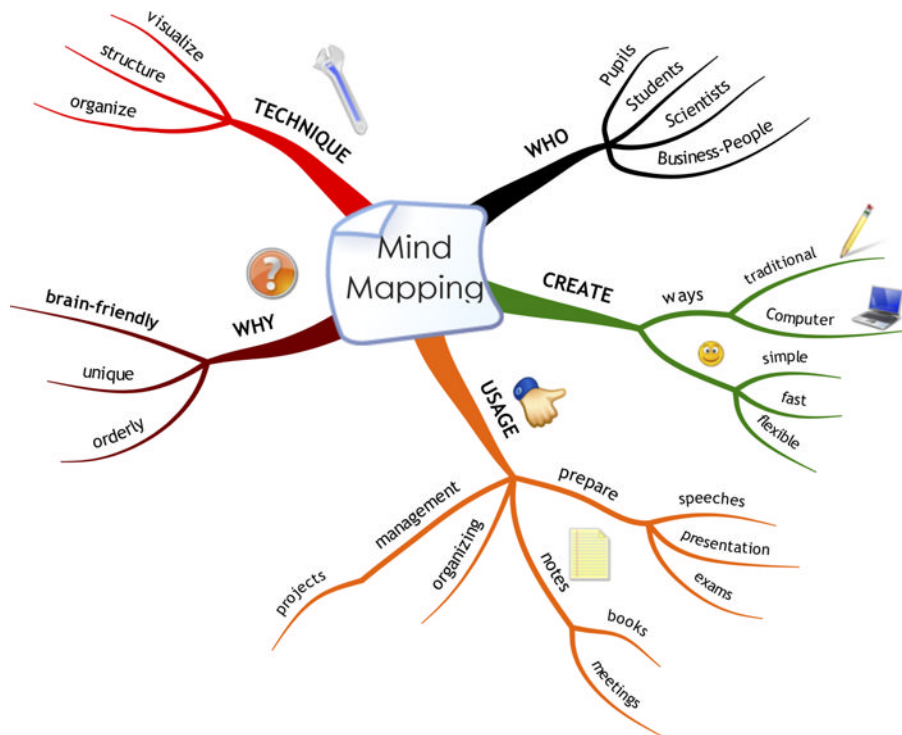 Mind
Mapping
TECHNIQUE
visualize
structure
organize
WHO
Pupils
Students
Scientists
Business-People
CREATE
ways
traditional
Computer
simple
fast
flexible
USAGE
prepare
speeches
presentation
exams
notes
books
meetings
organizing
management
projects
WHY
brain-friendly
unique
orderly
?